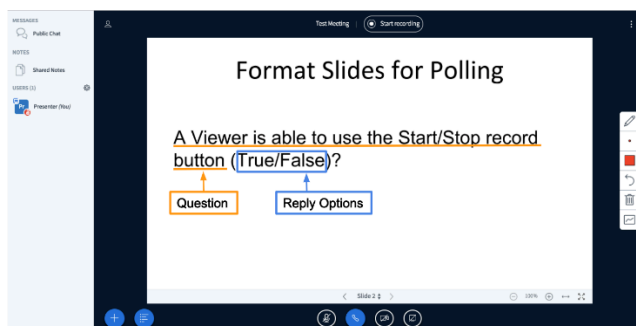 MESSAGES
Public Chat
NOTES
Shared Notes
USERS (1)
Pr
Presenter (You)
Test Meeting
Start recording
Format Slides for Polling
A Viewer is able to use the Start/Stop record
button (True/False)?
Question
Reply Options
Slide 2
100%